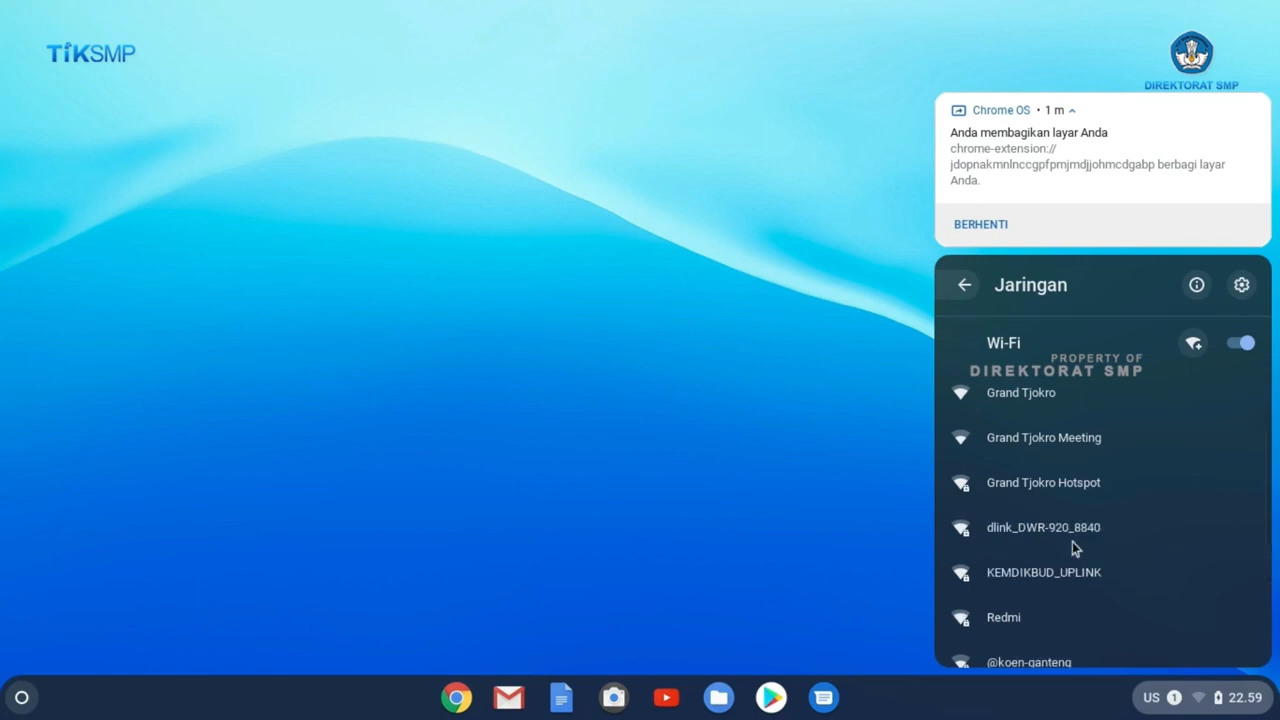 TiKSMP
DIREKTORAT SMP
Chrome OS • 1 m
Anda membagikan layar Anda
chrome-extension://
jdopnakmnlnccgpfpmjmdjjohmcdgabp berbagi layar
Anda.
BERHENTI
Jaringan
Wi-Fi
PROPERTY OF
DIREKTORAT SMP
Grand Tjokro
Grand Tjokro Meeting
Grand Tjokro Hotspot
dlink_DWR-920_8840
KEMDIKBUD_UPLINK
Redmi
@koen-ganteng
US 1 22.59